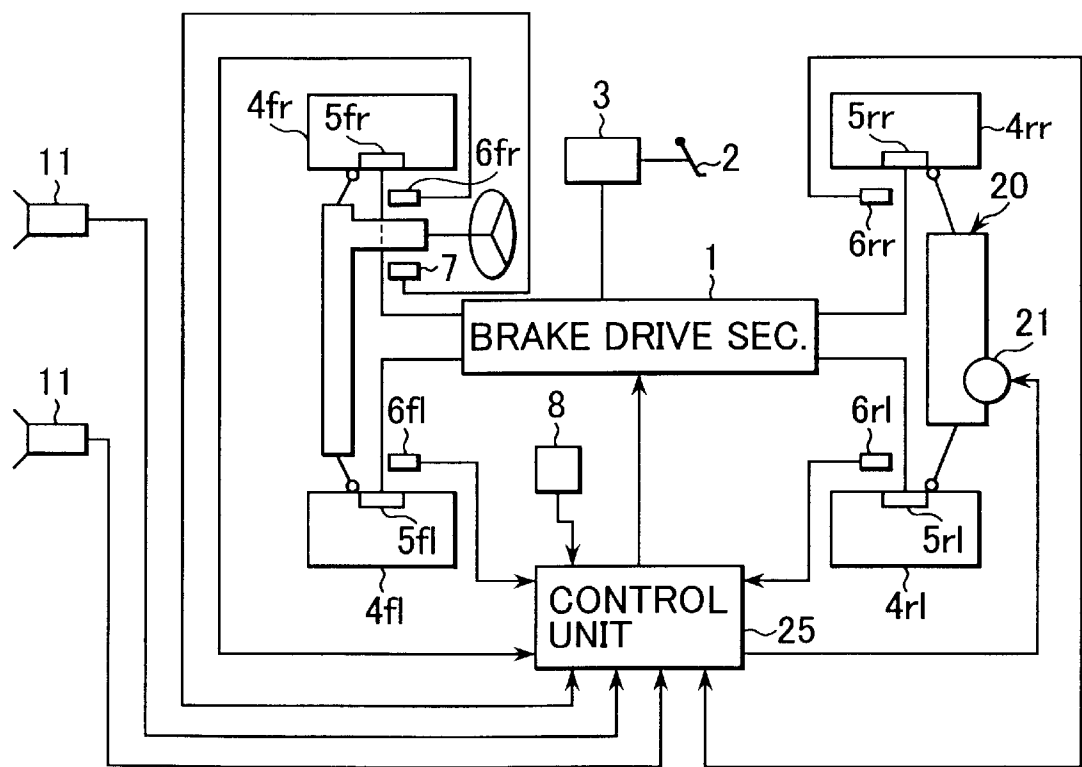 4fr
5fr
6fr
3
2
5rr
4rr
11
6rr
20
7
1
BRAKE DRIVE SEC.
21
11
6fl
8
6rl
5fl
4fl
5rl
4rl
CONTROL
UNIT
25